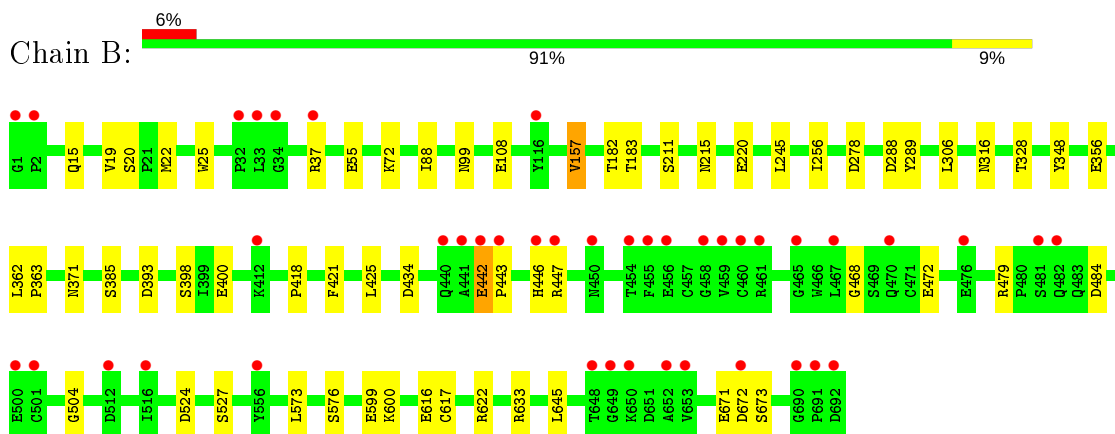 6%
Chain B:
91% 9%
G1 P2 Q15 V19 S20 P21 M22 W25 P32 L33 G34 R37 E55 K72 I88 N99 E108 Y116 V157 T182 T183 S211 N215 E220 L245 I256 D278 D288 Y289 L306 N316 T328 Y348 E356
L362 P363 N371 S385 D393 S398 I399 E400 K412 P418 F421 L425 D434 Q440 A441 E442 P443 H446 R447 N450 T454 F455 E456 C457 G458 V459 C460 R461 G465 W466 L467 G468 S469 Q470 C471 E472 E476 R479 P480 S481 Q482 Q483 D484
E500 C501 G504 D512 I516 D524 S527 Y556 L573 S576 E599 K600 E616 C617 R622 R633 L645 T648 G649 K650 D651 A652 V653 E671 D672 S673 G690 P691 D692